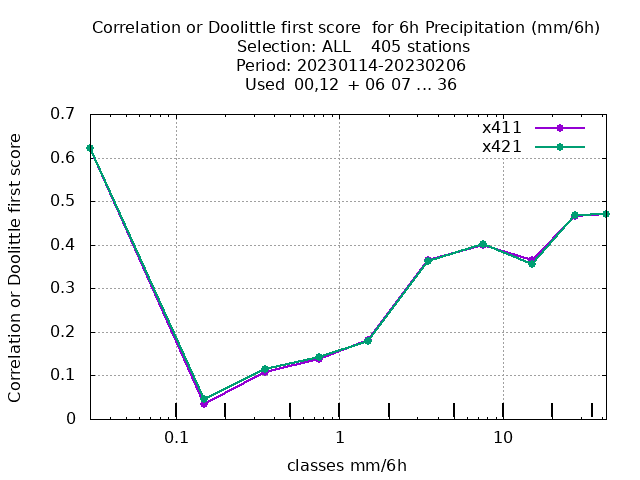 Correlation or Doolittle first score  for 6h Precipitation (mm/6h)
Selection: ALL    405 stations
Period: 20230114-20230206
Used  00,12  + 06 07 ... 36
x411
x421
Correlation or Doolittle first score
0.7
0.6
0.5
0.4
0.3
0.2
0.1
0
0.1 1 10
classes mm/6h